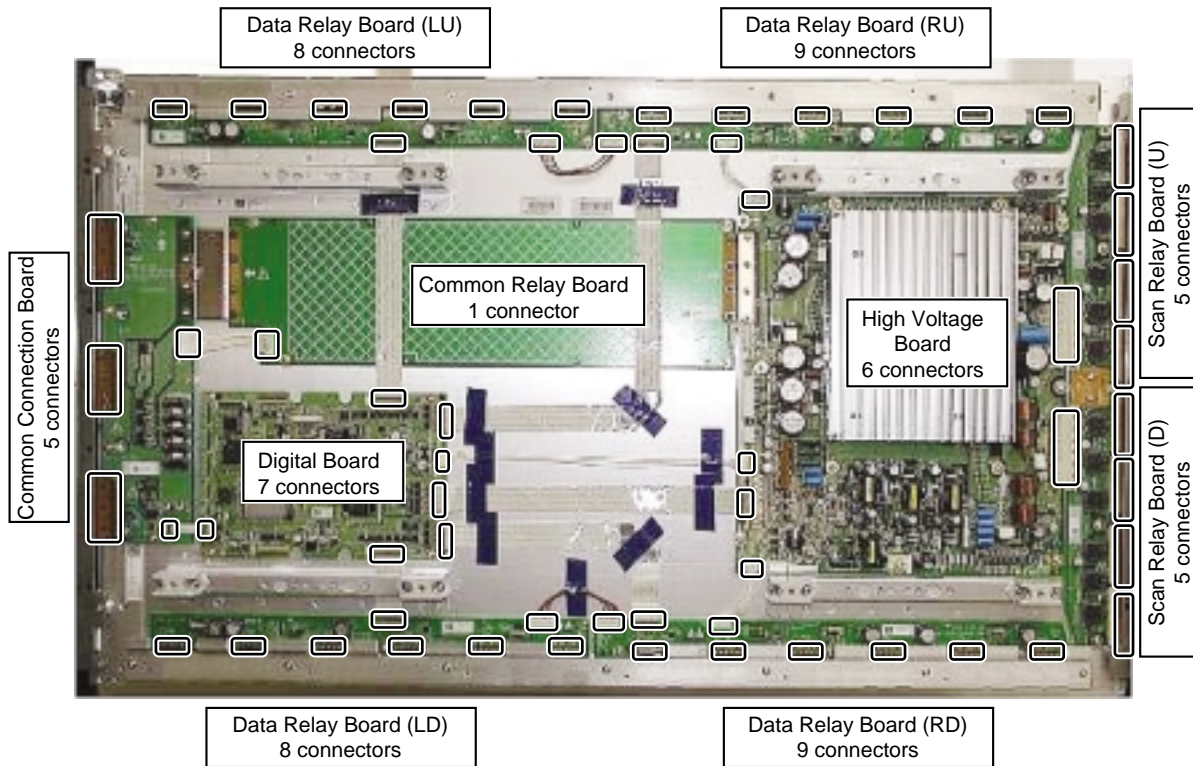 Data Relay Board (LU)
8 connectors
Data Relay Board (RU)
9 connectors
Common Connection Board
5 connectors
Common Relay Board
1 connector
High Voltage
Board
6 connectors
Digital Board
7 connectors
Scan Relay Board (U)
5 connectors
Scan Relay Board (D)
5 connectors
Data Relay Board (LD)
8 connectors
Data Relay Board (RD)
9 connectors